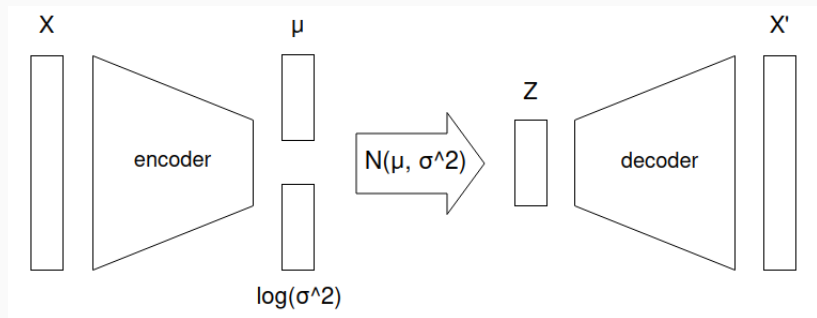 X
μ
X'
Z
encoder
N(μ, σ^2)
decoder
log(σ^2)